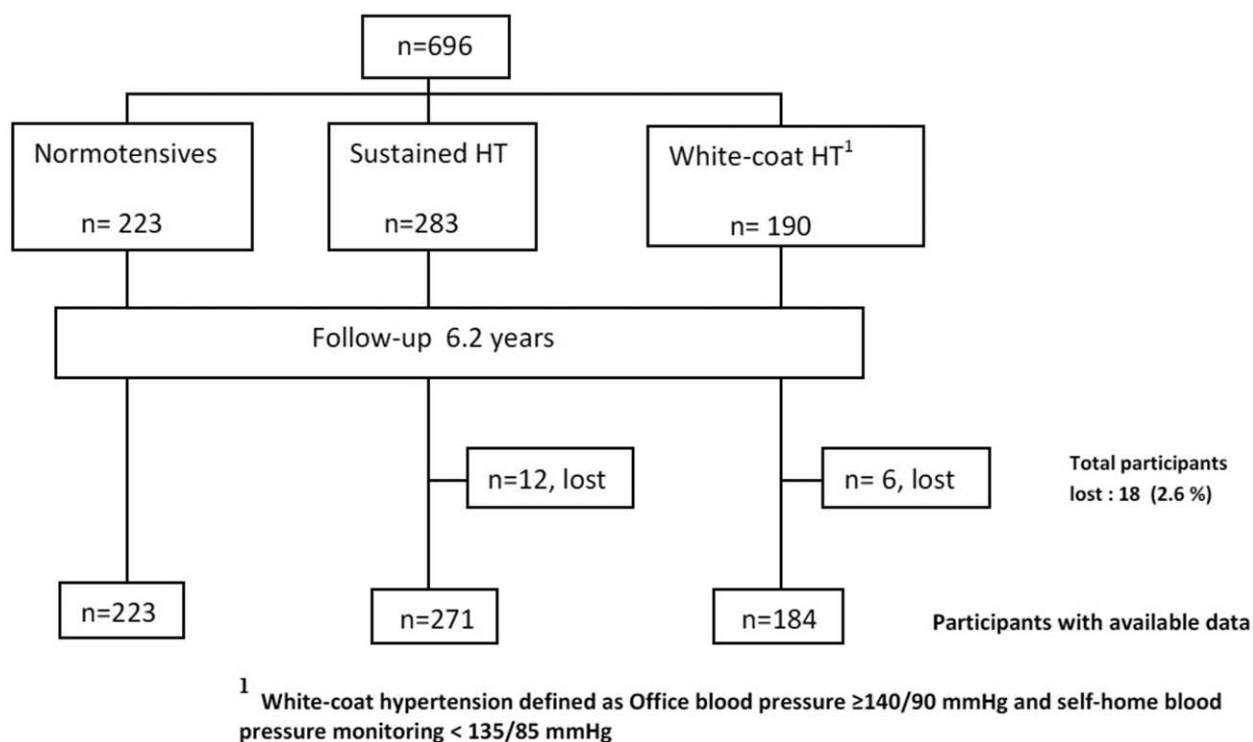 n=696
Normotensives
n= 223
Sustained HT
n=283
White-coat HT¹
n= 190
Follow-up 6.2 years
n=12, lost
n= 6, lost
Total participants
lost : 18 (2.6 %)
n=223
n=271
n=184
Participants with available data
¹ White-coat hypertension defined as Office blood pressure ≥140/90 mmHg and self-home blood
pressure monitoring < 135/85 mmHg